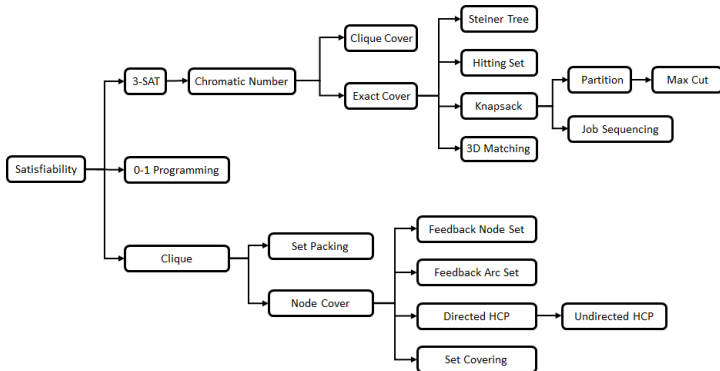 Steiner Tree
Clique Cover
Hitting Set
3-SAT
Chromatic Number
Partition
Max Cut
Exact Cover
Knapsack
Job Sequencing
3D Matching
Satisfiability
0-1 Programming
Feedback Node Set
Set Packing
Clique
Feedback Arc Set
Node Cover
Directed HCP
Undirected HCP
Set Covering